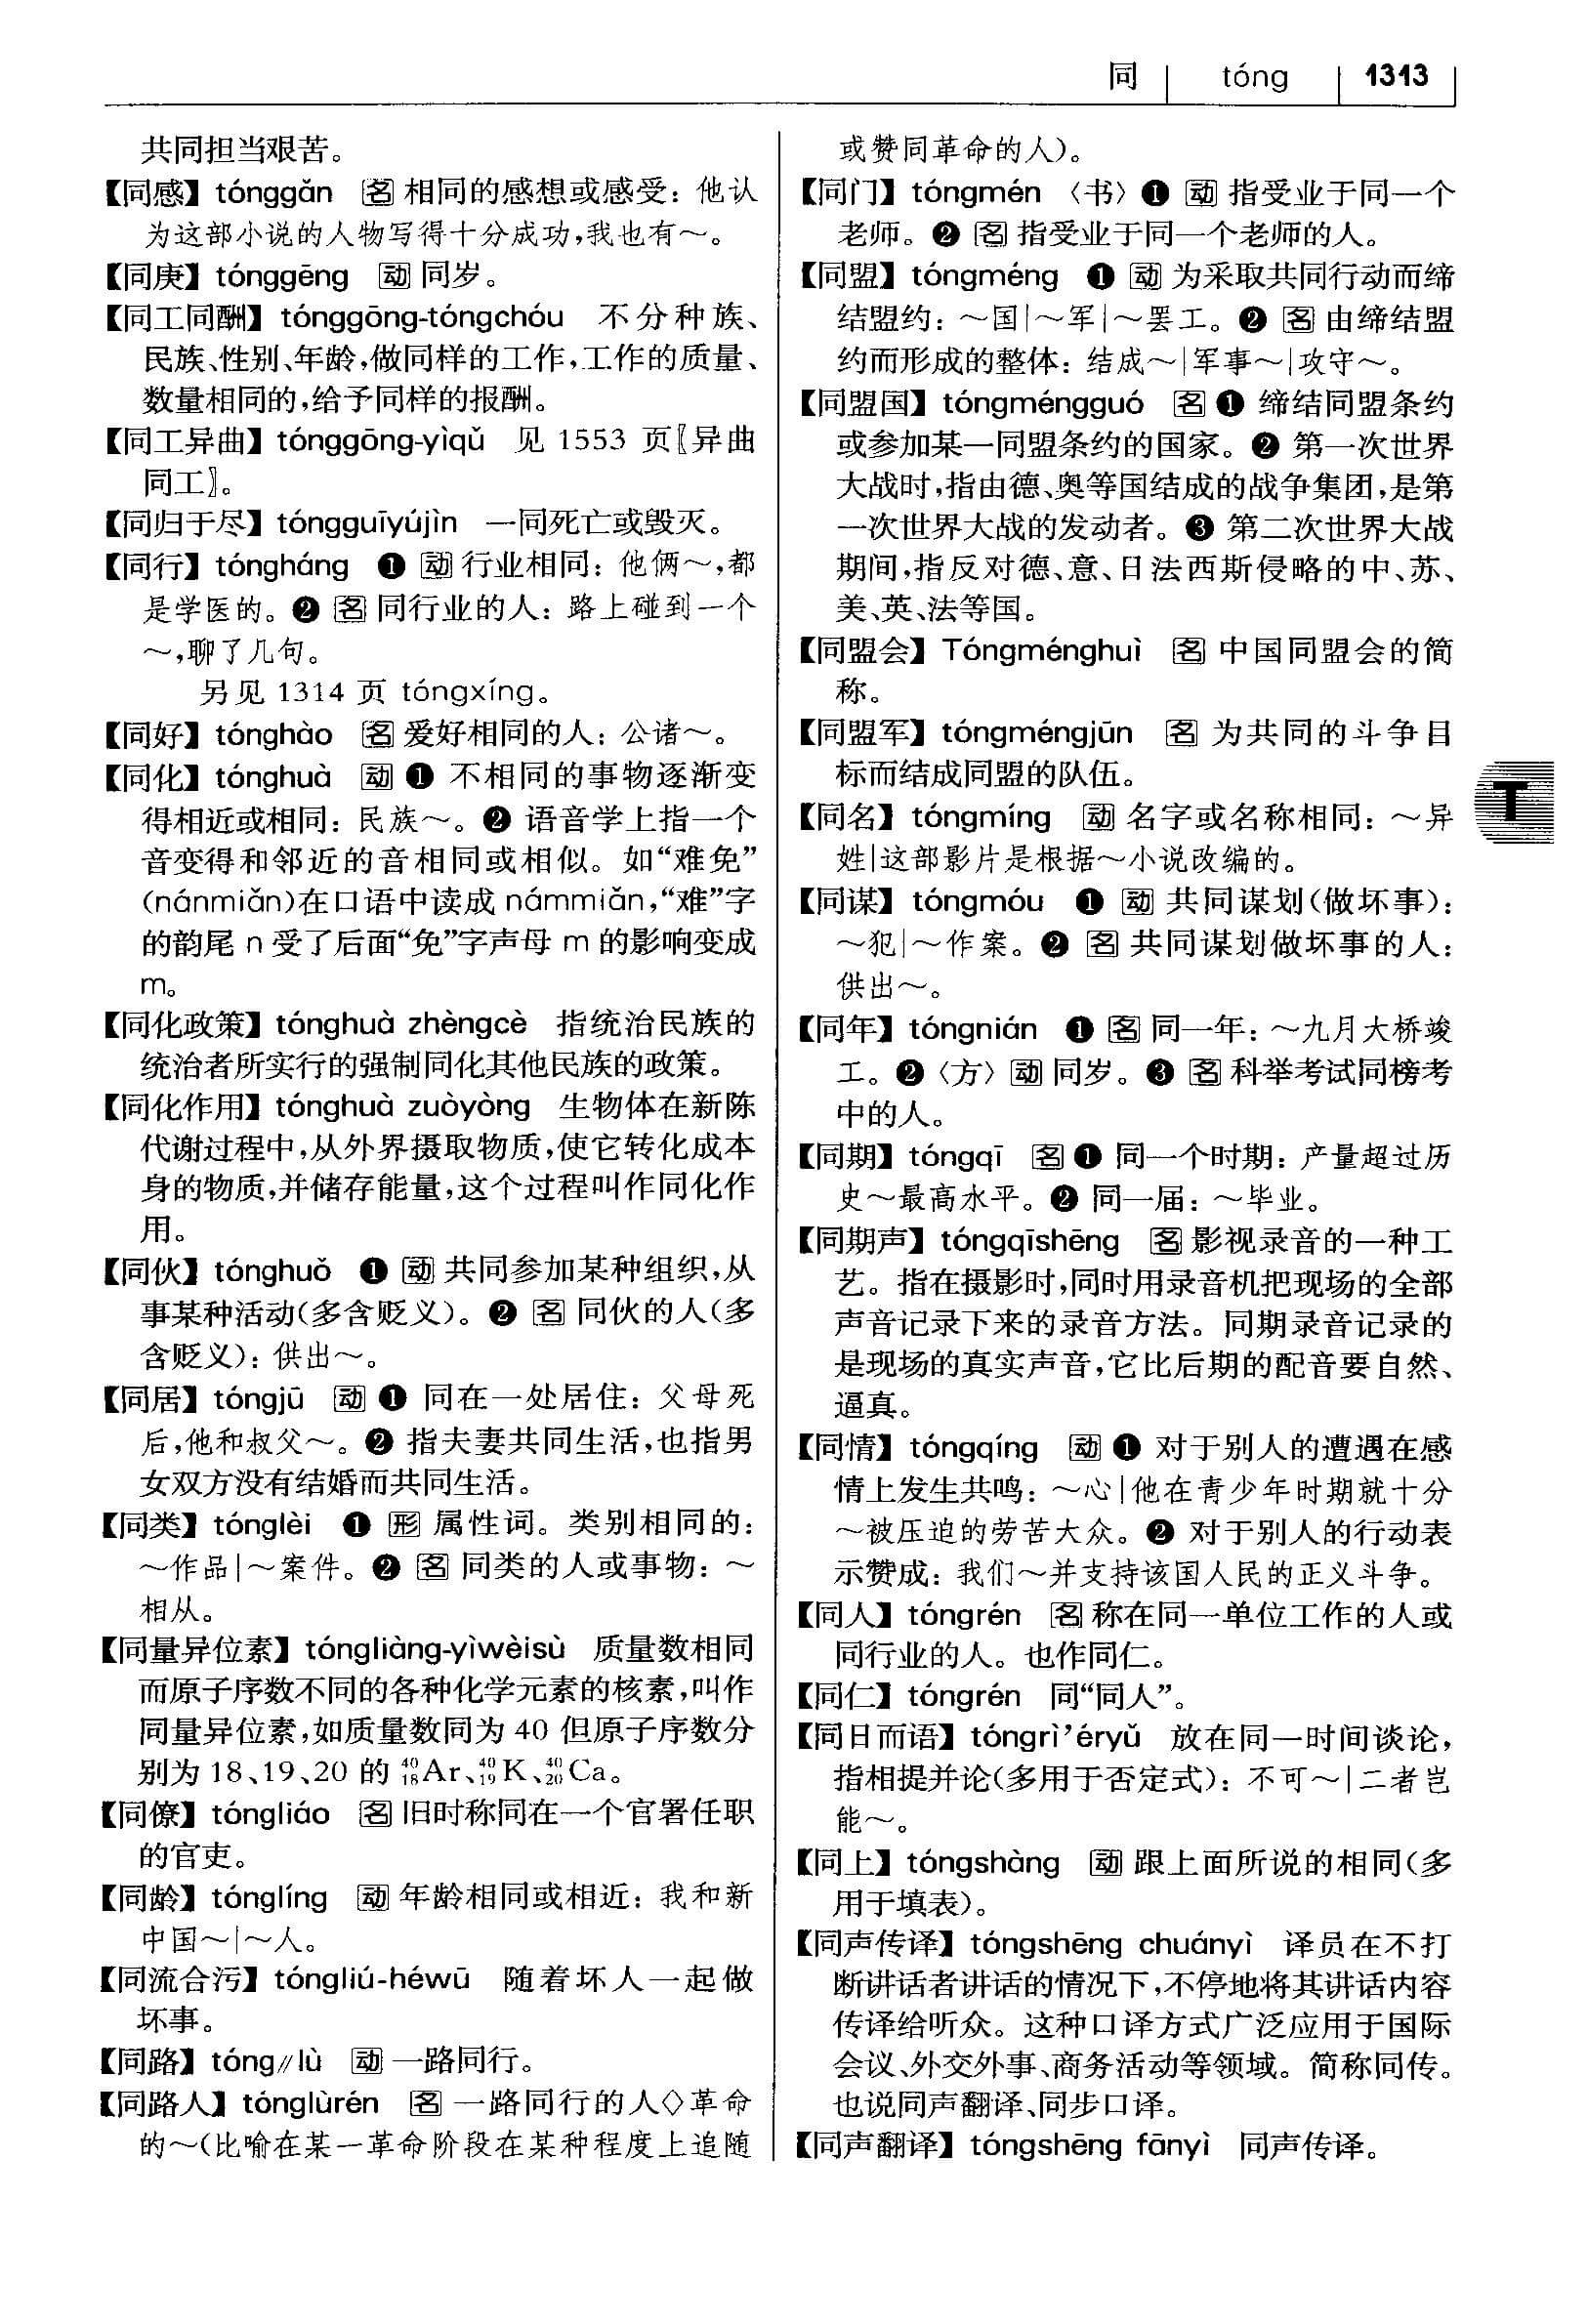 同 tóng 1313
共同担当艰苦。
【同感】tónggǎn 名 相同的感想或感受：他认
为这部小说的人物写得十分成功，我也有～。
【同庚】tónggēng 动 同岁。
【同工同酬】tónggōng-tóngchóu 不分种族、
民族、性别、年龄，做同样的工作，工作的质量、
数量相同的，给予同样的报酬。
【同工异曲】tónggōng-yìqǔ 见 1553 页〖异曲
同工〗。
【同归于尽】tóngguīyújìn 一同死亡或毁灭。
【同行】tóngháng ❶ 动 行业相同：他俩～，都
是学医的。❷ 名 同行业的人：路上碰到一个
～，聊了几句。
另见 1314 页 tóngxíng。
【同好】tónghào 名 爱好相同的人：公诸～。
【同化】tónghuà 动 ❶ 不相同的事物逐渐变
得相近或相同：民族～。❷ 语音学上指一个
音变得和邻近的音相同或相似。如“难免”
(nánmiǎn)在口语中读成 námmiǎn，“难”字
的韵尾 n 受了后面“免”字声母 m 的影响变成
m。
【同化政策】tónghuà zhèngcè 指统治民族的
统治者所实行的强制同化其他民族的政策。
【同化作用】tónghuà zuòyòng 生物体在新陈
代谢过程中，从外界摄取物质，使它转化成本
身的物质，并储存能量，这个过程叫作同化作
用。
【同伙】tónghuǒ ❶ 动 共同参加某种组织，从
事某种活动(多含贬义)。❷ 名 同伙的人(多
含贬义)：供出～。
【同居】tóngjū 动 ❶ 同在一处居住：父母死
后，他和叔父～。❷ 指夫妻共同生活，也指男
女双方没有结婚而共同生活。
【同类】tónglèi ❶ 形 属性词。类别相同的：
～作品|～案件。❷ 名 同类的人或事物：～
相从。
【同量异位素】tóngliàng-yìwèisù 质量数相同
而原子序数不同的各种化学元素的核素，叫作
同量异位素，如质量数同为 40 但原子序数分
别为 18、19、20 的 ⁴⁰₁₈Ar、⁴⁰₁₉K、⁴⁰₂₀Ca。
【同僚】tóngliáo 名 旧时称同在一个官署任职
的官吏。
【同龄】tónglíng 动 年龄相同或相近：我和新
中国～|～人。
【同流合污】tóngliú-héwū 随着坏人一起做
坏事。
【同路】tóng//lù 动 一路同行。
【同路人】tónglùrén 名 一路同行的人◇革命
的～(比喻在某一革命阶段在某种程度上追随
或赞同革命的人)。
【同门】tóngmén 〈书〉❶ 动 指受业于同一个
老师。❷ 名 指受业于同一个老师的人。
【同盟】tóngméng ❶ 动 为采取共同行动而缔
结盟约：～国|～军|～罢工。❷ 名 由缔结盟
约而形成的整体：结成～|军事～|攻守～。
【同盟国】tóngméngguó 名 ❶ 缔结同盟条约
或参加某一同盟条约的国家。❷ 第一次世界
大战时，指由德、奥等国结成的战争集团，是第
一次世界大战的发动者。❸ 第二次世界大战
期间，指反对德、意、日法西斯侵略的中、苏、
美、英、法等国。
【同盟会】Tóngménghuì 名 中国同盟会的简
称。
【同盟军】tóngméngjūn 名 为共同的斗争目
标而结成同盟的队伍。
【同名】tóngmíng 动 名字或名称相同：～异
姓|这部影片是根据～小说改编的。
【同谋】tóngmóu ❶ 动 共同谋划(做坏事)：
～犯|～作案。❷ 名 共同谋划做坏事的人：
供出～。
【同年】tóngnián ❶ 名 同一年：～九月大桥竣
工。❷〈方〉动 同岁。❸ 名 科举考试同榜考
中的人。
【同期】tóngqī 名 ❶ 同一个时期：产量超过历
史～最高水平。❷ 同一届：～毕业。
【同期声】tóngqīshēng 名 影视录音的一种工
艺。指在摄影时，同时用录音机把现场的全部
声音记录下来的录音方法。同期录音记录的
是现场的真实声音，它比后期的配音要自然、
逼真。
【同情】tóngqíng 动 ❶ 对于别人的遭遇在感
情上发生共鸣：～心|他在青少年时期就十分
～被压迫的劳苦大众。❷ 对于别人的行动表
示赞成：我们～并支持该国人民的正义斗争。
【同人】tóngrén 名 称在同一单位工作的人或
同行业的人。也作同仁。
【同仁】tóngrén 同“同人”。
【同日而语】tóngrì'éryǔ 放在同一时间谈论，
指相提并论(多用于否定式)：不可～|二者岂
能～。
【同上】tóngshàng 动 跟上面所说的相同(多
用于填表)。
【同声传译】tóngshēng chuányì 译员在不打
断讲话者讲话的情况下，不停地将其讲话内容
传译给听众。这种口译方式广泛应用于国际
会议、外交外事、商务活动等领域。简称同传。
也说同声翻译、同步口译。
【同声翻译】tóngshēng fānyì 同声传译。
T